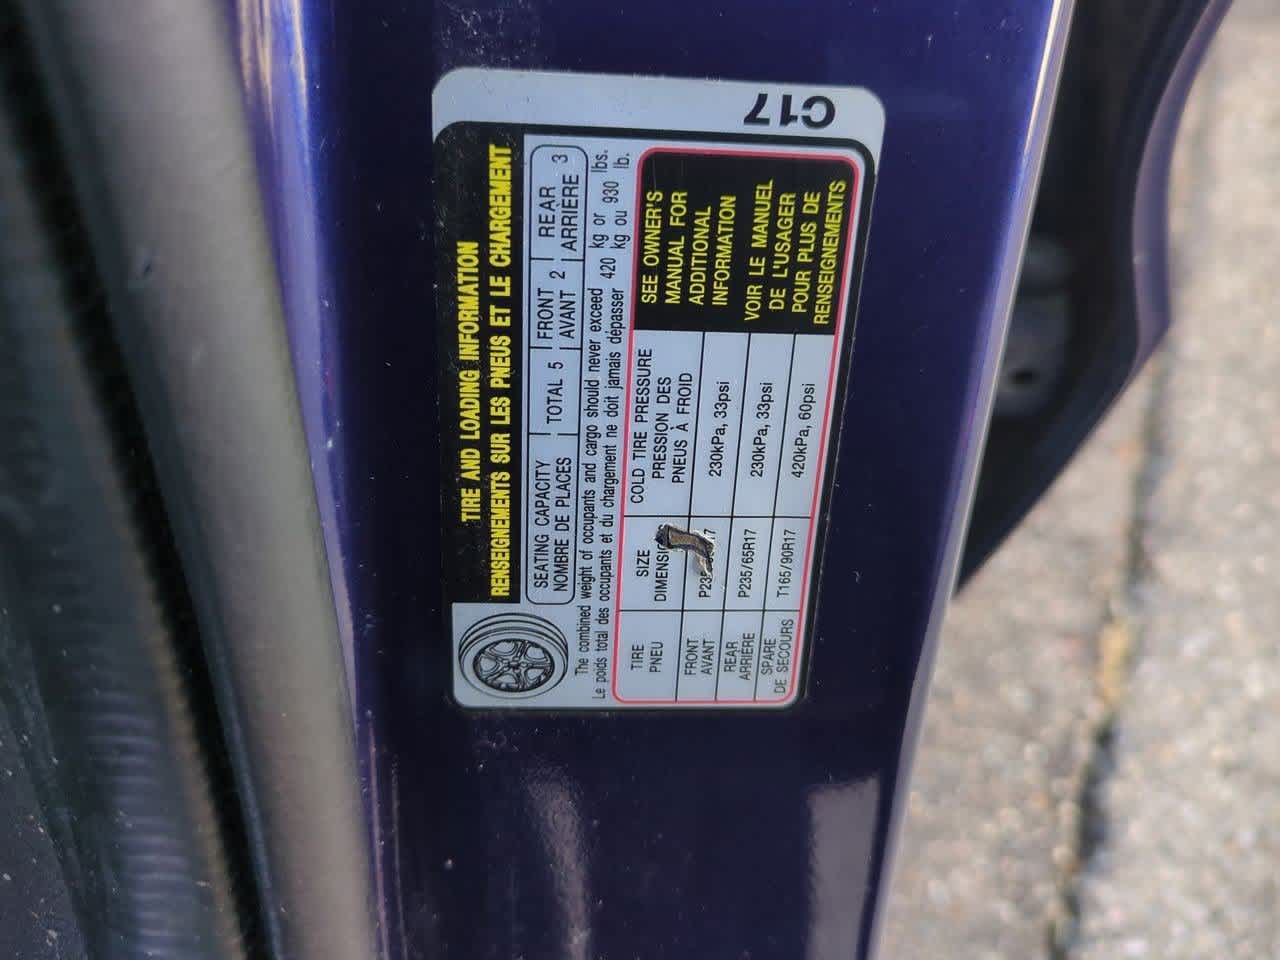 C17
TIRE AND LOADING INFORMATION
RENSEIGNEMENTS SUR LES PNEUS ET LE CHARGEMENT
SEATING CAPACITY
NOMBRE DE PLACES
TOTAL 5
FRONT
AVANT
2
REAR
ARRIERE
3
The combined weight of occupants and cargo should never exceed 420 kg or 930 lbs.
Le poids total des occupants et du chargement ne doit jamais dépasser 420 kg ou 930 lb.
TIRE
PNEU
SIZE
COLD TIRE PRESSURE
PRESSION DES
PNEUS À FROID
FRONT
AVANT
230kPa, 33psi
REAR
ARRIÈRE
P235/65R17
230kPa, 33psi
SPARE
DE SECOURS
T165/90R17
420kPa, 60psi
SEE OWNER'S
MANUAL FOR
ADDITIONAL
INFORMATION
VOIR LE MANUEL
DE L'USAGER
POUR PLUS DE
RENSEIGNEMENTS